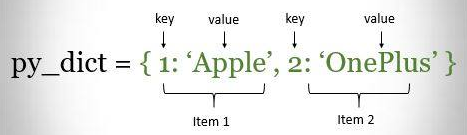 key value key value
py_dict = { 1: ‘Apple’, 2: ‘OnePlus’ }
Item 1 Item 2